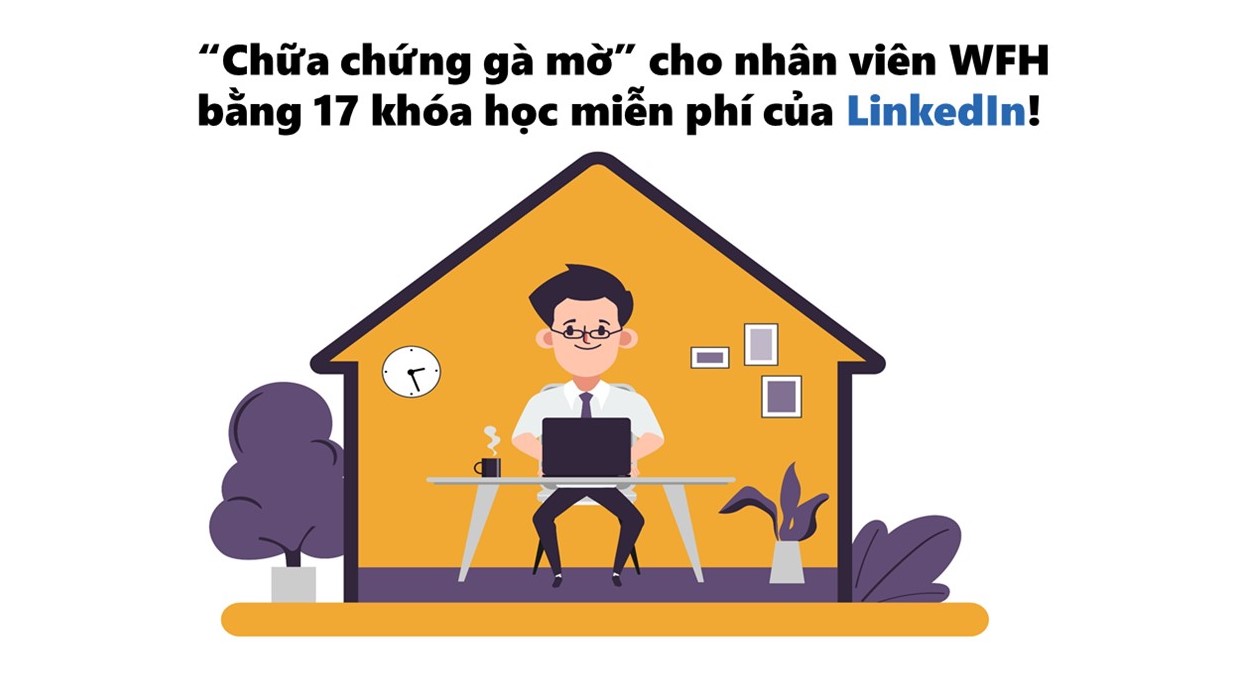 “Chữa chứng gà mờ” cho nhân viên WFH
bằng 17 khóa học miễn phí của LinkedIn!